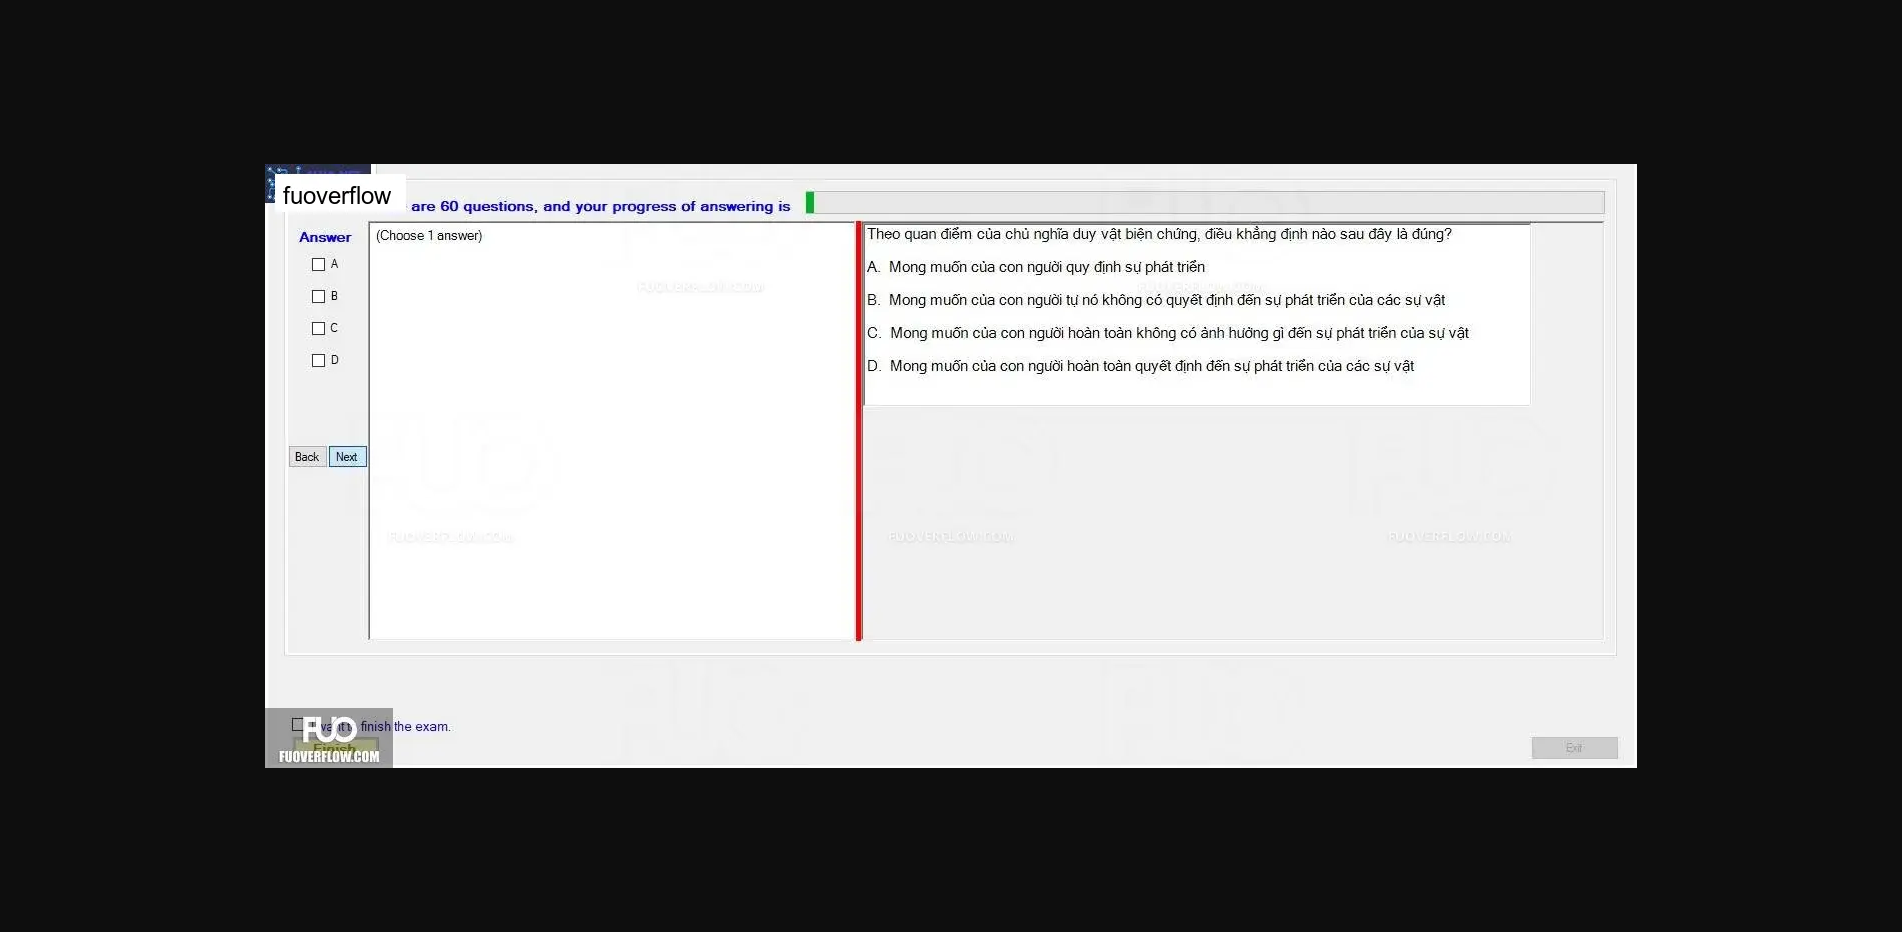 fuoverflow
are 60 questions, and your progress of answering is
Answer
(Choose 1 answer)
A
B
C
D
Back
Next
Theo quan điểm của chủ nghĩa duy vật biện chứng, điều khẳng định nào sau đây là đúng?
A. Mong muốn của con người quy định sự phát triển
B. Mong muốn của con người tự nó không có quyết định đến sự phát triển của các sự vật
C. Mong muốn của con người hoàn toàn không có ảnh hưởng gì đến sự phát triển của sự vật
D. Mong muốn của con người hoàn toàn quyết định đến sự phát triển của các sự vật
FUOVERFLOW.COM
FUOVERFLOW.COM
FUOVERFLOW.COM
FUOVERFLOW.COM
FUOVERFLOW.COM
I want to finish the exam.
Finish
FUO
FUOVERFLOW.COM
Exit